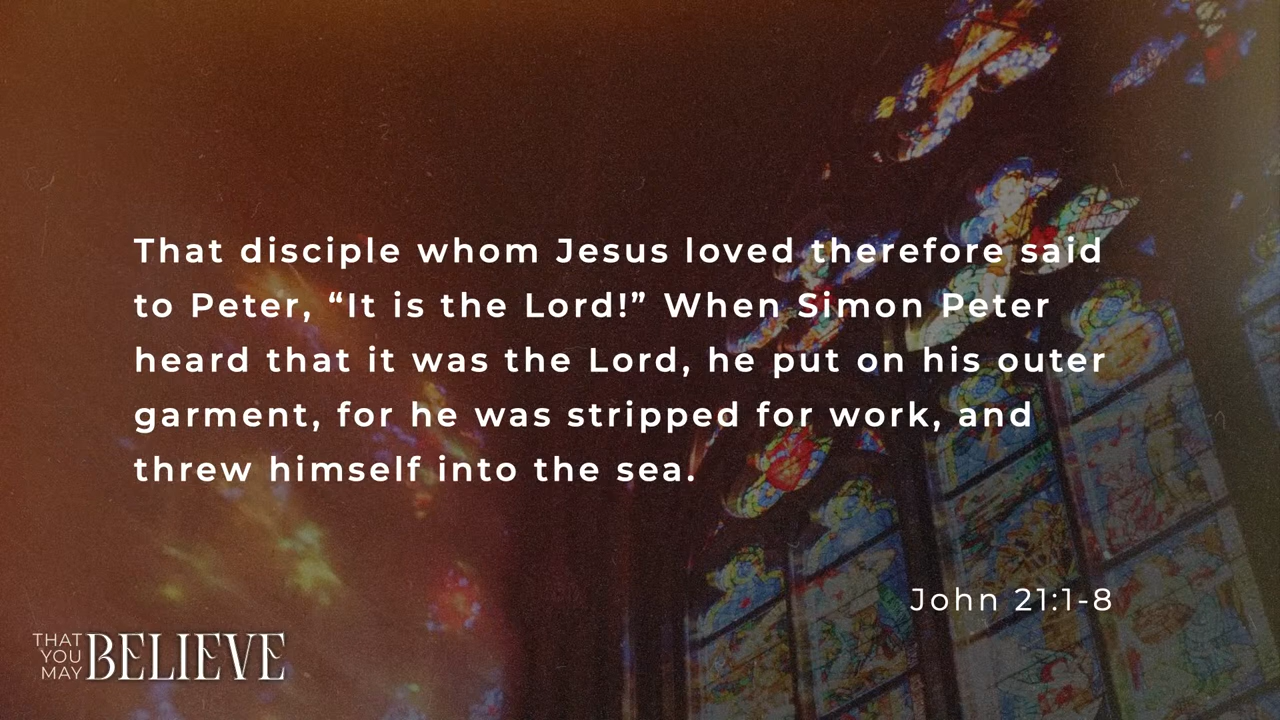 That disciple whom Jesus loved therefore said
to Peter, “It is the Lord!” When Simon Peter
heard that it was the Lord, he put on his outer
garment, for he was stripped for work, and
threw himself into the sea.
John 21:1-8
THAT
YOU
MAY
BELIEVE